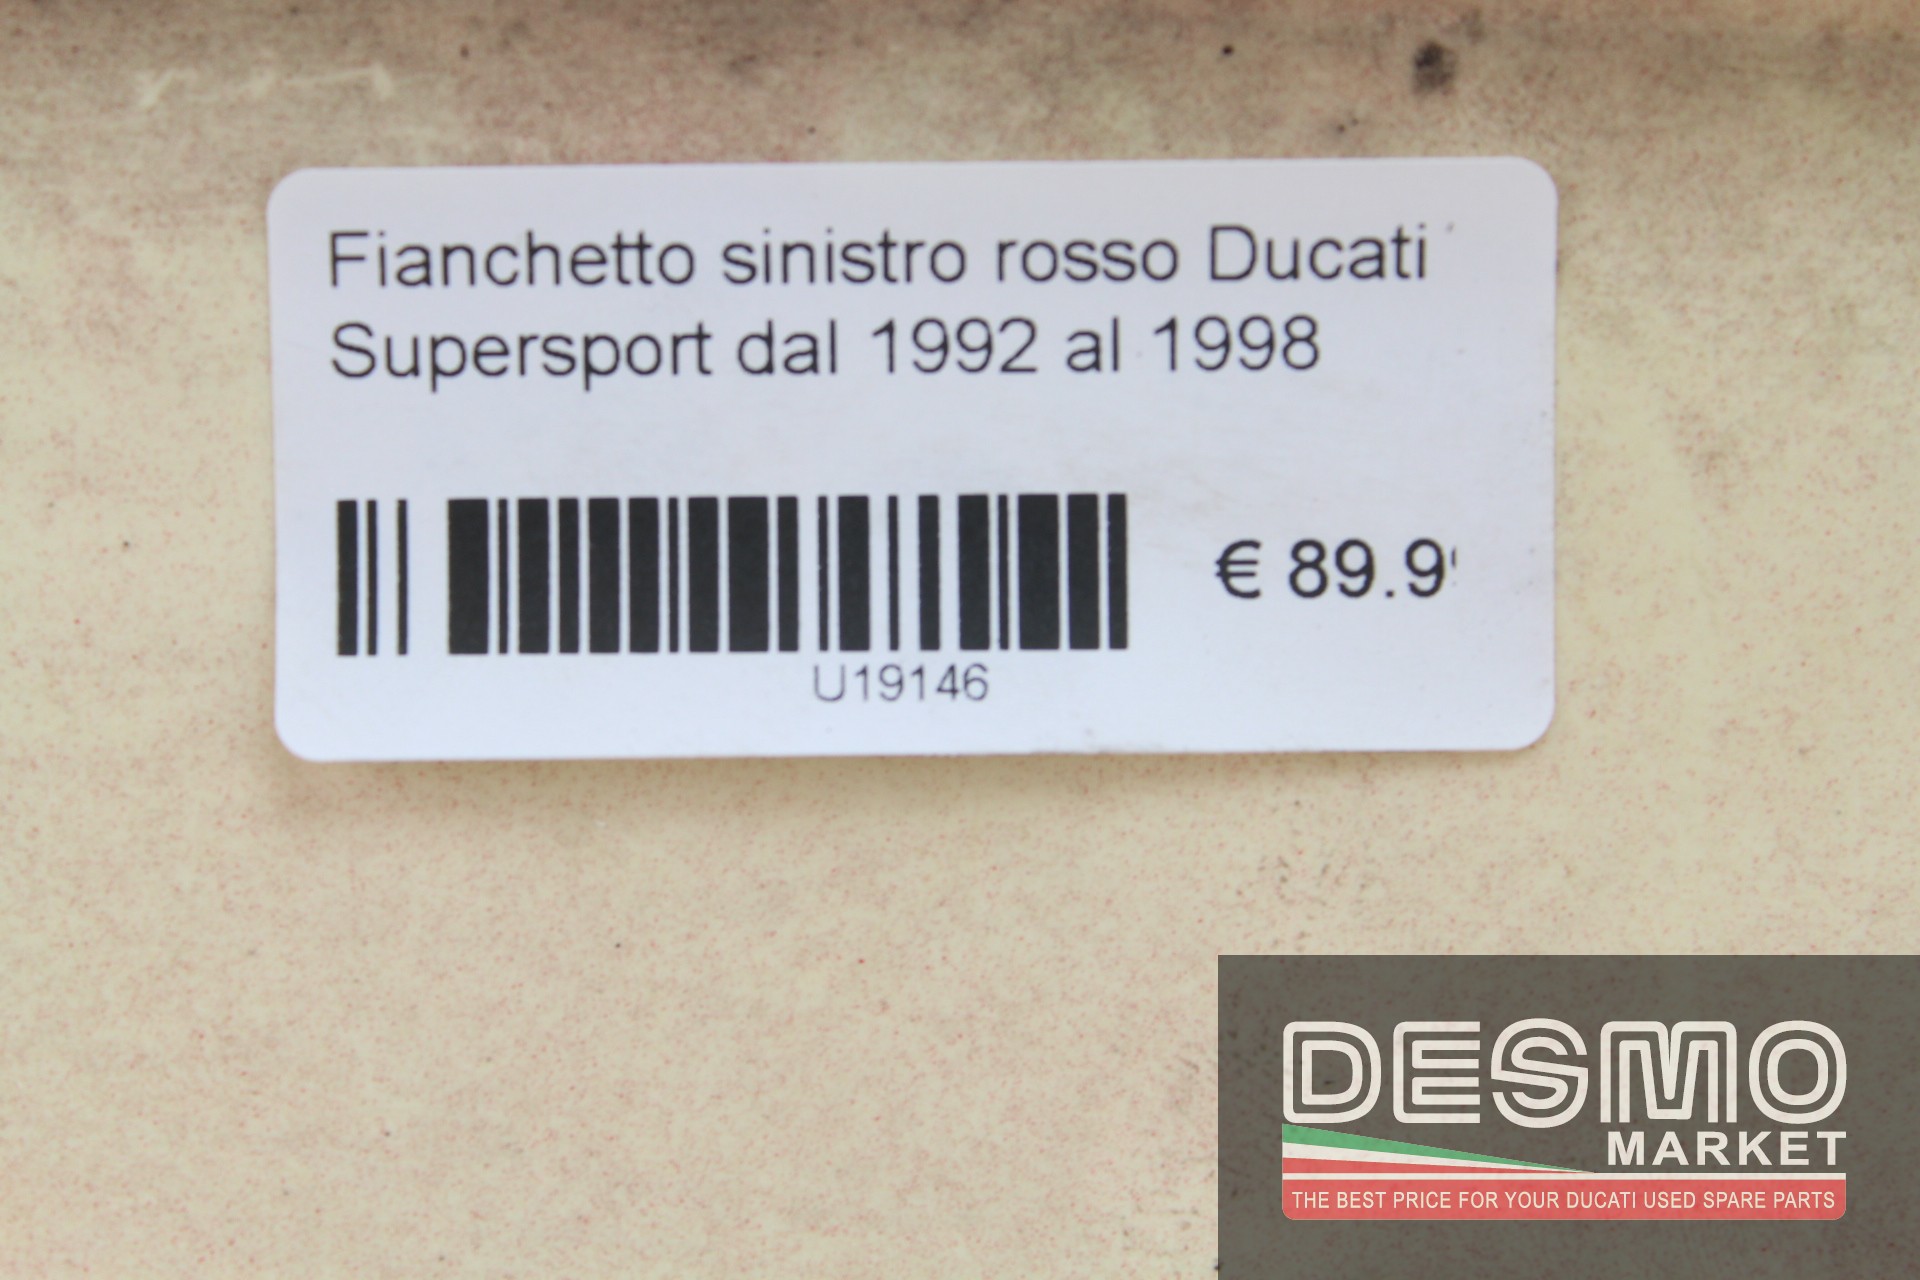 Fianchetto sinistro rosso Ducati
Supersport dal 1992 al 1998
€ 89.9
U19146
DESMO
MARKET
THE BEST PRICE FOR YOUR DUCATI USED SPARE PARTS